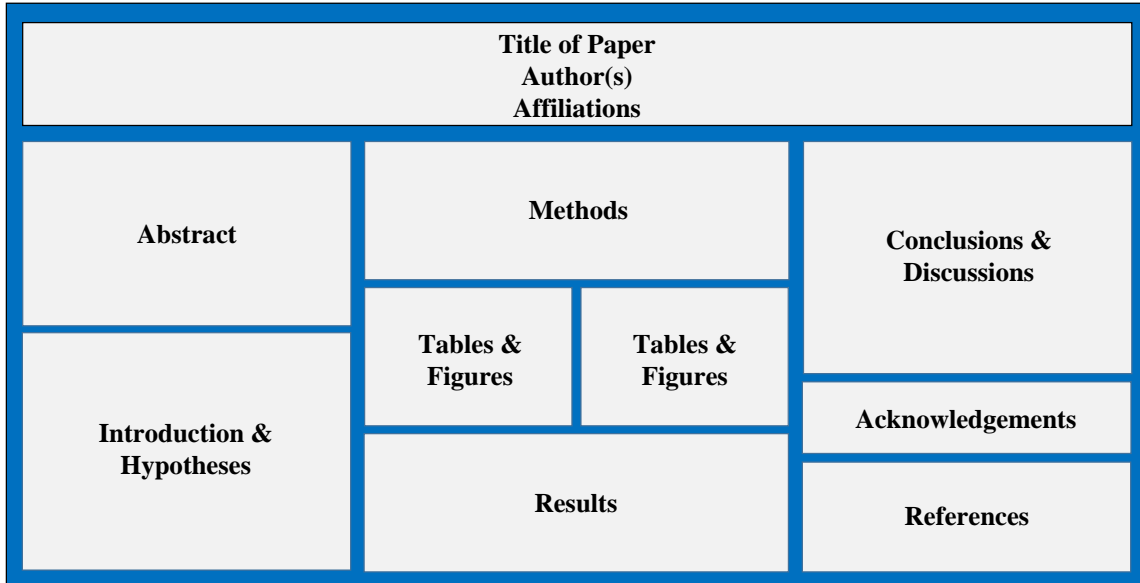 Title of Paper
Author(s)
Affiliations
Abstract
Introduction &
Hypotheses
Methods
Tables &
Figures
Tables &
Figures
Results
Conclusions &
Discussions
Acknowledgements
References